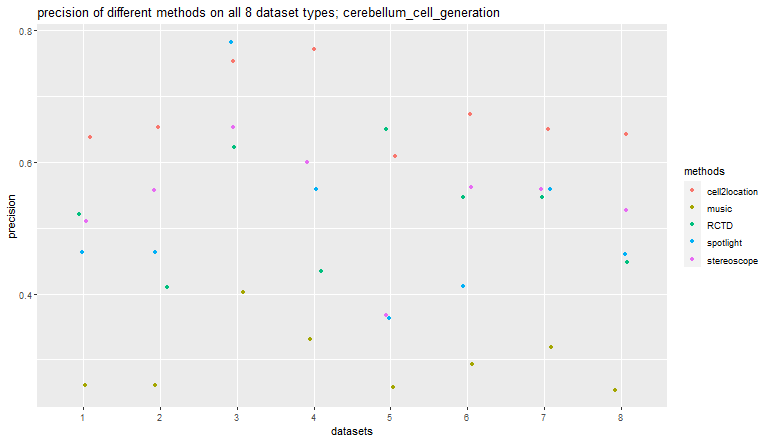 precision of different methods on all 8 dataset types; cerebellum_cell_generation
0.8
0.6
0.4
precision
1 2 3 4 5 6 7 8
datasets
methods
cell2location
music
RCTD
spotlight
stereoscope